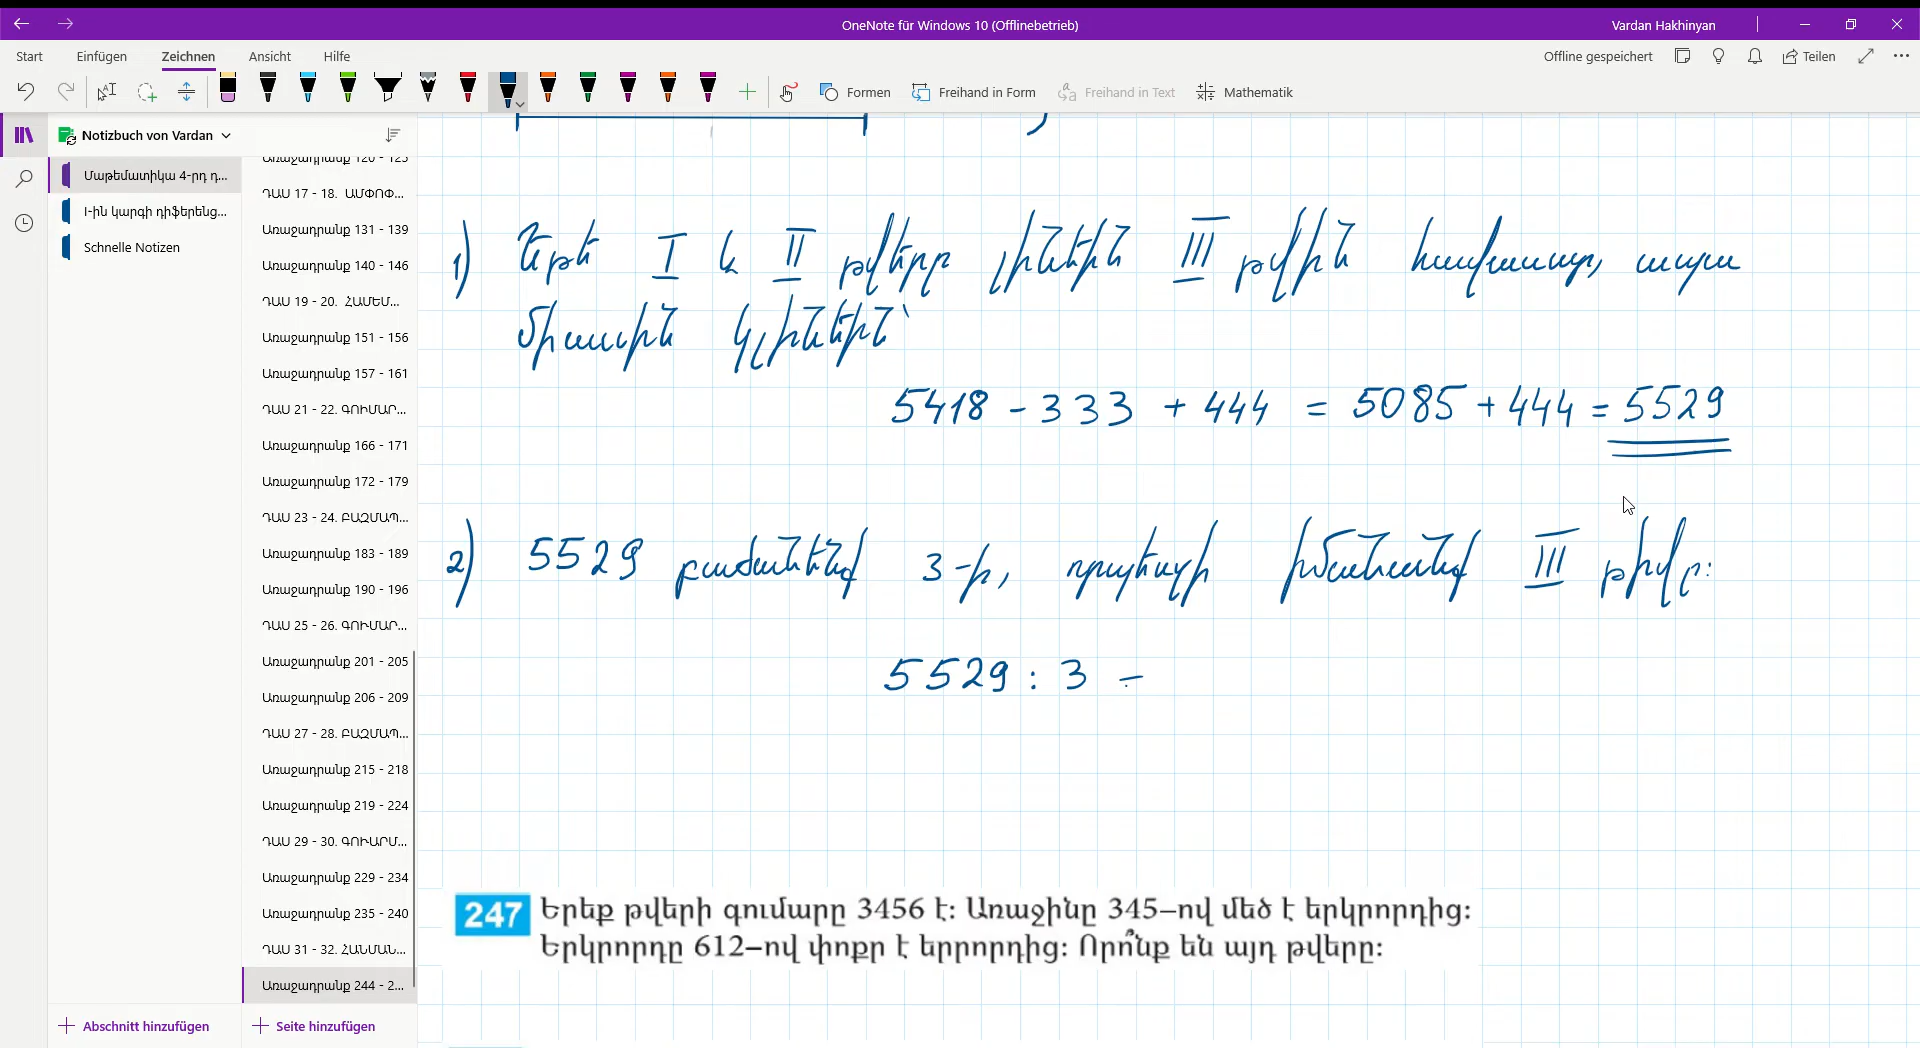 OneNote für Windows 10 (Offlinebetrieb)
Vardan Hakhinyan
Start
Einfügen
Zeichnen
Ansicht
Hilfe
Offline gespeichert
Teilen
Formen
Freihand in Form
Freihand in Text
Mathematik
Notizbuch von Vardan
Մաթեմատիկա 4-րդ դ...
I-ին կարգի դիֆերենց...
Schnelle Notizen
Առաջադրանք 120 - 125
ԴԱՍ 17 - 18. ԱՄՓՈՓ...
Առաջադրանք 131 - 139
Առաջադրանք 140 - 146
ԴԱՍ 19 - 20. ՀԱՄԵՄ...
Առաջադրանք 151 - 156
Առաջադրանք 157 - 161
ԴԱՍ 21 - 22. ԳՈՒՄԱՐ...
Առաջադրանք 166 - 171
Առաջադրանք 172 - 179
ԴԱՍ 23 - 24. ԲԱԶՄԱՊ...
Առաջադրանք 183 - 189
Առաջադրանք 190 - 196
ԴԱՍ 25 - 26. ԳՈՒՄԱՐ...
Առաջադրանք 201 - 205
Առաջադրանք 206 - 209
ԴԱՍ 27 - 28. ԲԱԶՄԱՊ...
Առաջադրանք 215 - 218
Առաջադրանք 219 - 224
ԴԱՍ 29 - 30. ԳՈՒԱՐՄ...
Առաջադրանք 229 - 234
Առաջադրանք 235 - 240
ԴԱՍ 31 - 32. ՀԱՆՄԱՆ...
Առաջադրանք 244 - 2...
Abschnitt hinzufügen
Seite hinzufügen
1) Եթե I և II թվերը լինեին III թվին հավասար, ապա
միասին կլինեին՝
5418 - 333 + 444 = 5085 + 444 = 5529
2) 5529 բաժանենք 3-ի, որպեսզի իմանանք III թիվը:
5529 : 3 =
247 Երեք թվերի գումարը 3456 է: Առաջինը 345–ով մեծ է երկրորդից:
Երկրորդը 612–ով փոքր է երրորդից: Որո՞նք են այդ թվերը: